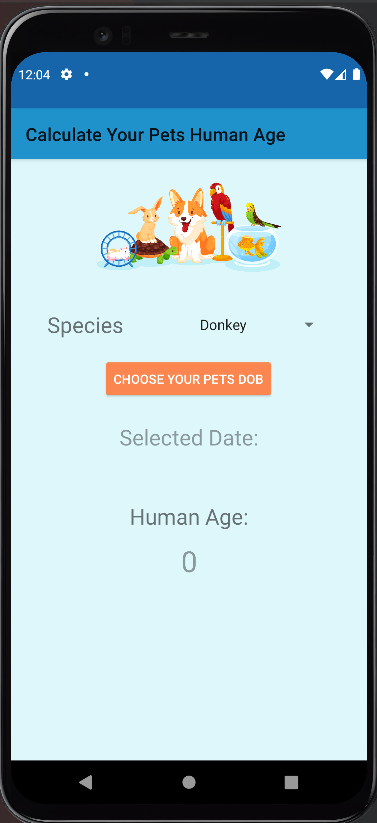 12:04
Calculate Your Pets Human Age
Species
Donkey
CHOOSE YOUR PETS DOB
Selected Date:
Human Age:
0